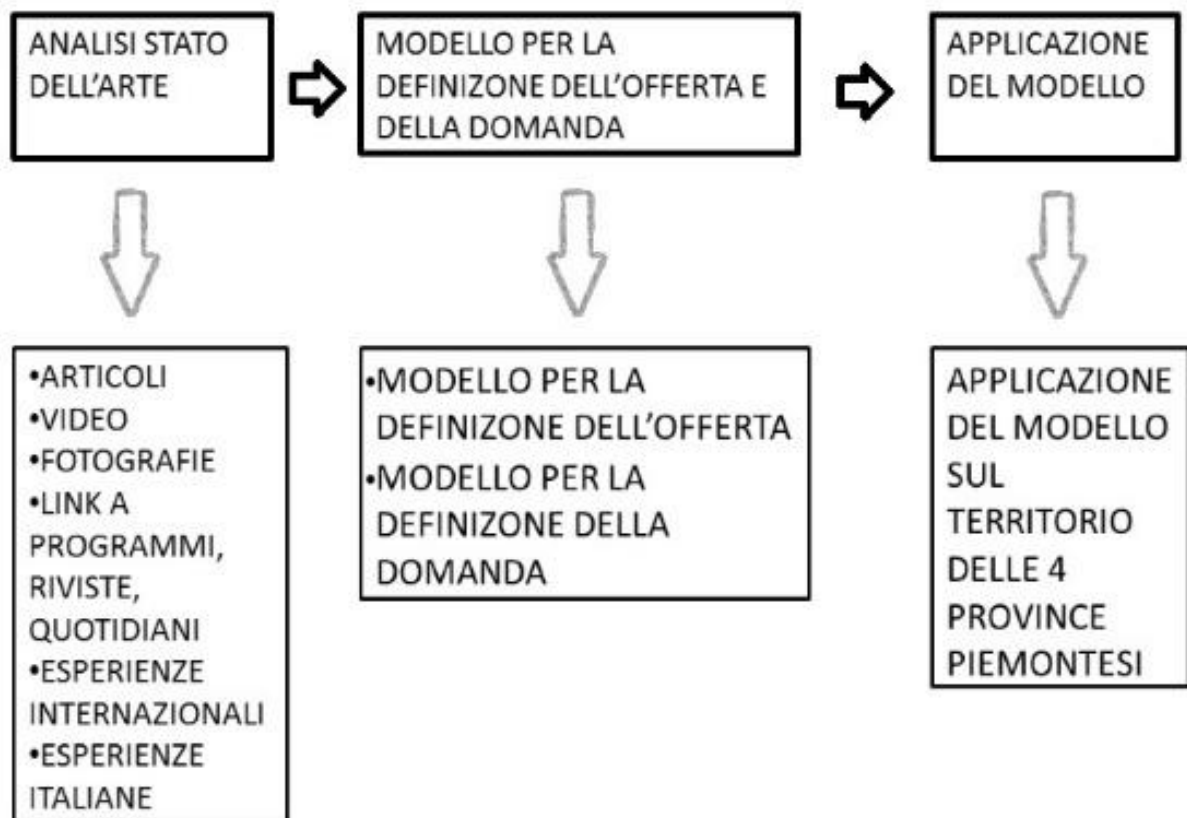 ANALISI STATO
DELL'ARTE
MODELLO PER LA
DEFINIZONE DELL'OFFERTA E
DELLA DOMANDA
APPLICAZIONE
DEL MODELLO
•ARTICOLI
•VIDEO
•FOTOGRAFIE
•LINK A
PROGRAMMI,
RIVISTE,
QUOTIDIANI
•ESPERIENZE
INTERNAZIONALI
•ESPERIENZE
ITALIANE
•MODELLO PER LA
DEFINIZONE DELL'OFFERTA
•MODELLO PER LA
DEFINIZONE DELLA
DOMANDA
APPLICAZIONE
DEL MODELLO
SUL
TERRITORIO
DELLE 4
PROVINCE
PIEMONTESI